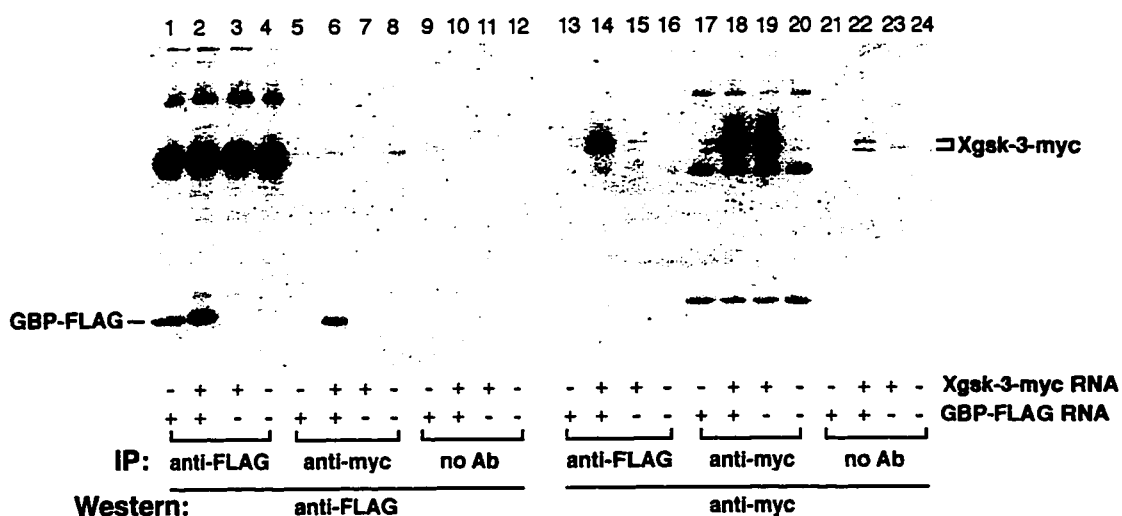 1 2 3 4 5 6 7 8 9 10 11 12 13 14 15 16 17 18 19 20 21 22 23 24
Xgsk-3-myc
GBP-FLAG
- + + - - + + - - + + - - + + - - + + - - + + - Xgsk-3-myc RNA
+ + - - + + - - + + - - + + - - + + - - + + - - GBP-FLAG RNA
IP: anti-FLAG anti-myc no Ab anti-FLAG anti-myc no Ab
Western: anti-FLAG anti-myc